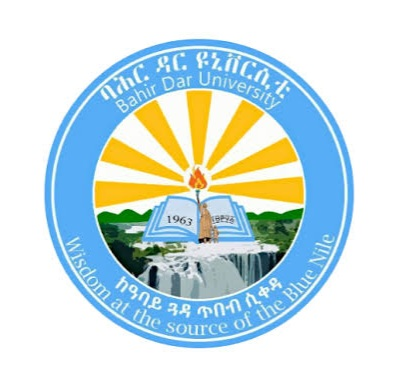 ባሕር ዳር ዩኒቨርሲቲ
Bahir Dar University
1963
ከዓባይ ጓዳ ጥበብ ሲቀዳ
Wisdom at the source of the Blue Nile